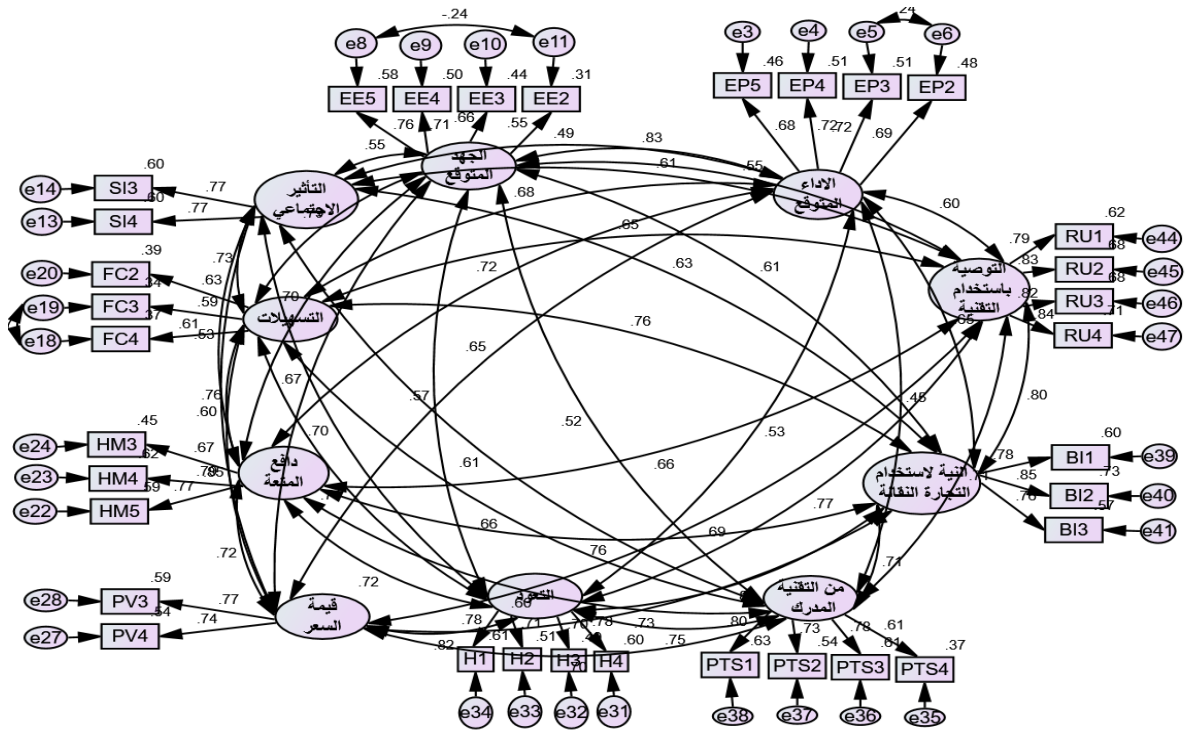 -.24
.24
e8
e9
e10
e11
e3
e4
e5
e6
.58
.50
.44
.31
.46
.51
.51
.48
EE5
EE4
EE3
EE2
EP5
EP4
EP3
EP2
.76
.71
.66
.55
.68
.72
.72
.69
.49
.83
.55
.61
.55
الجهد
المتوقع
الاداء
المتوقع
التأثير
الاجتماعي
.60
e14
SI3
.77
.60
e13
SI4
.77
.68
.65
.60
.79
.62
RU1
e44
.83
.68
RU2
e45
.82
.68
RU3
e46
.84
.71
RU4
e47
التوصية
باستخدام
التقنية
.39
e20
FC2
.63
.34
e19
FC3
.59
.37
e18
FC4
.61
.53
.73
.70
التسهيلات
.72
.63
.61
.76
.65
.65
.67
.57
.52
.45
.80
.76
.60
.45
e24
HM3
.67
.62
e23
HM4
.79
.59
e22
HM5
.77
دافع
المتعة
.70
.61
.53
.66
.78
.60
BI1
e39
.85
.73
BI2
e40
.76
.57
BI3
e41
النية لاستخدام
التجارة النقالة
.66
.76
.69
.77
.71
.72
.72
.59
e28
PV3
.77
.54
e27
PV4
.74
قيمة
السعر
التعود
من التقنية
المدرك
.78
.71
.78
.73
.80
.73
.78
.61
.82
.75
.61
.51
.60
.63
.54
.61
.37
H1
H2
H3
H4
PTS1
PTS2
PTS3
PTS4
.70
e34
e33
e32
e31
e38
e37
e36
e35